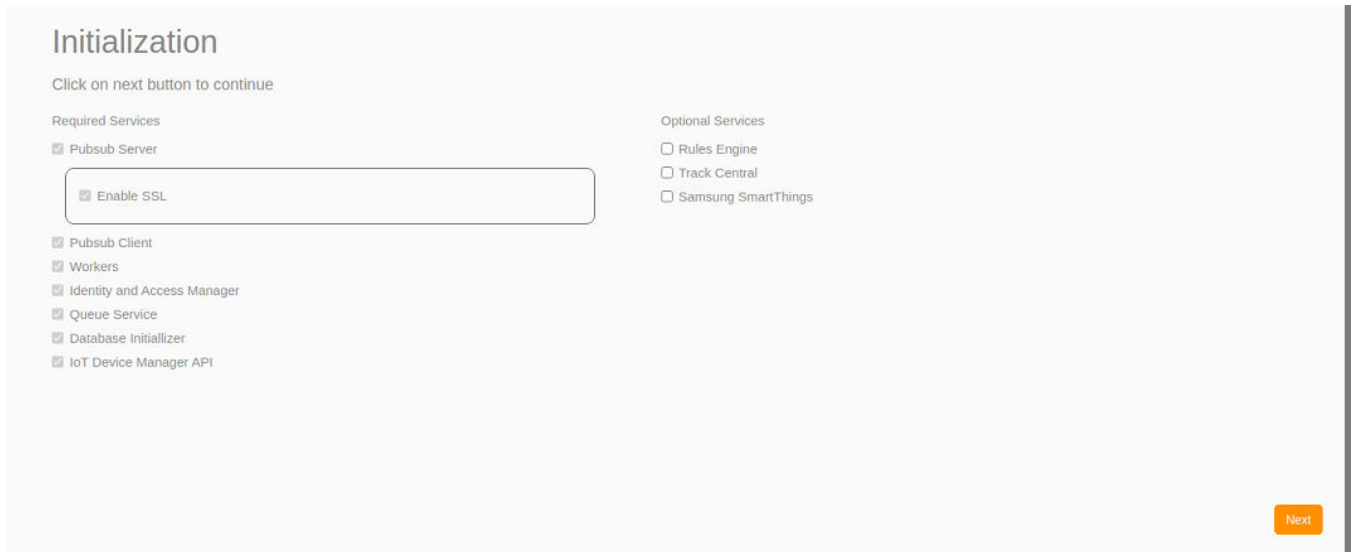 Initialization
Click on next button to continue
Required Services
Pubsub Server
Enable SSL
Pubsub Client
Workers
Identity and Access Manager
Queue Service
Database Initiallizer
IoT Device Manager API
Optional Services
Rules Engine
Track Central
Samsung SmartThings
Next